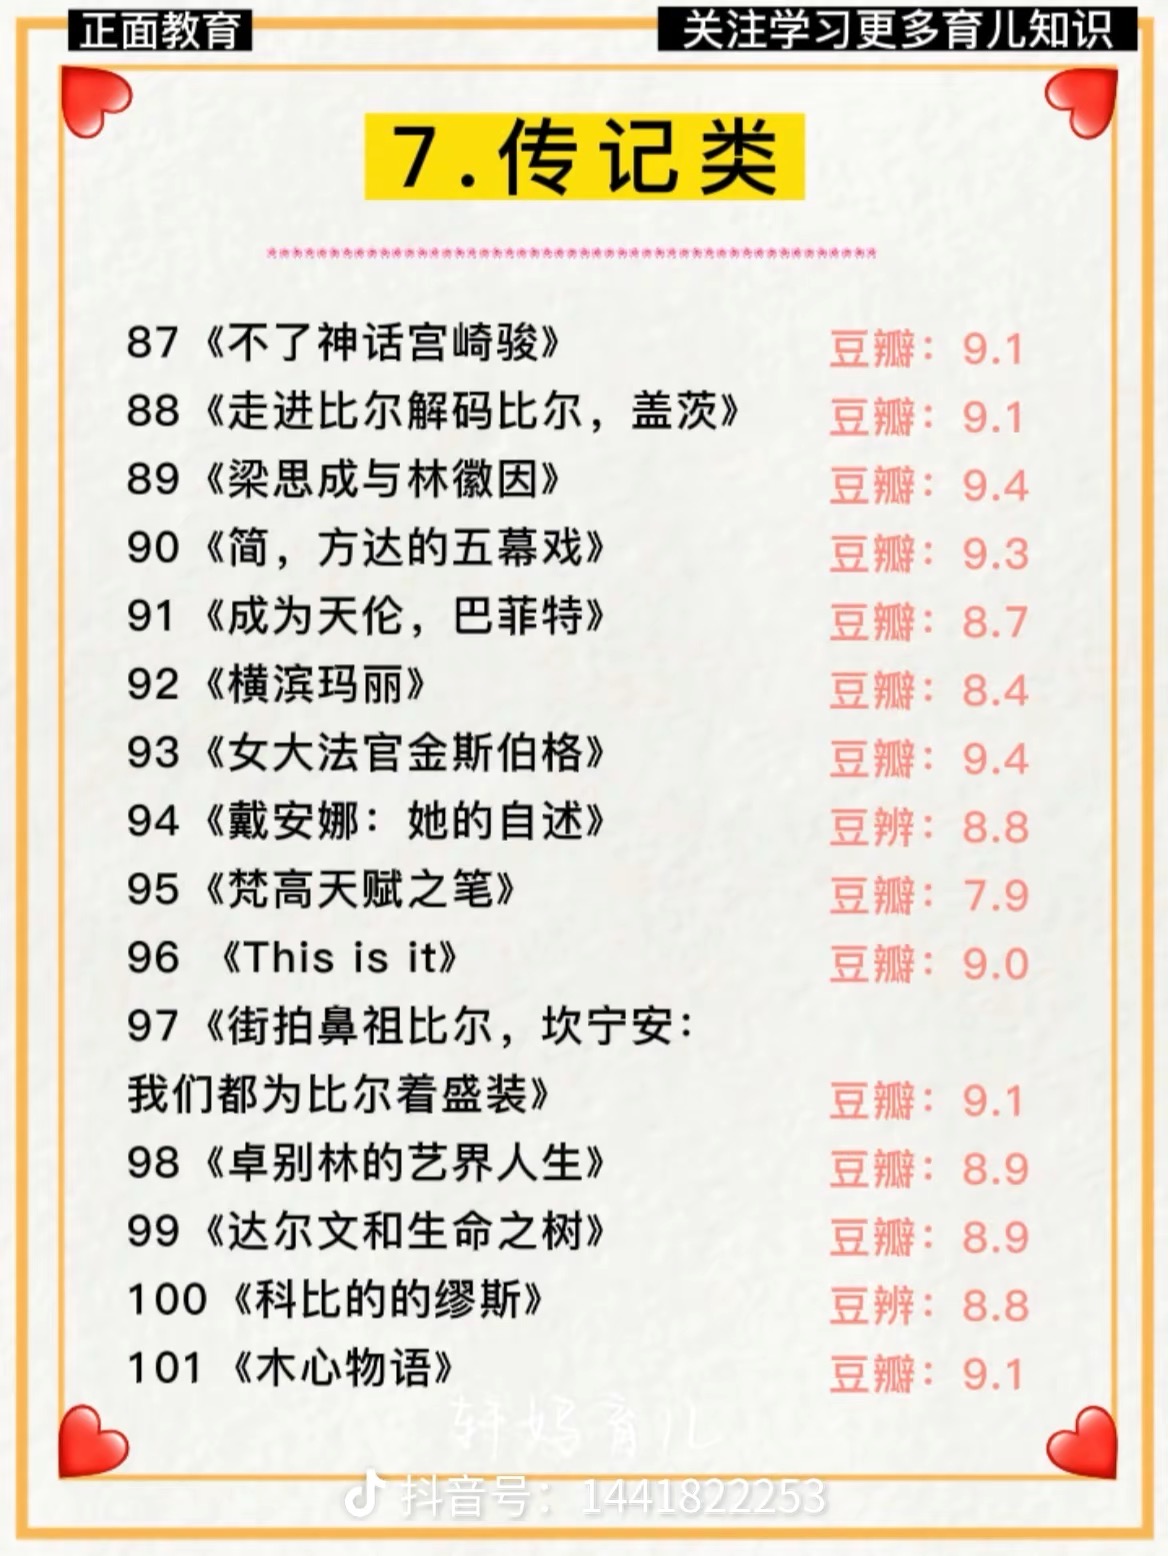 正面教育
关注学习更多育儿知识
7.传记类
87《不了神话宫崎骏》 豆瓣：9.1
88《走进比尔解码比尔，盖茨》 豆瓣：9.1
89《梁思成与林徽因》 豆瓣：9.4
90《简，方达的五幕戏》 豆瓣：9.3
91《成为天伦，巴菲特》 豆瓣：8.7
92《横滨玛丽》 豆瓣：8.4
93《女大法官金斯伯格》 豆瓣：9.4
94《戴安娜：她的自述》 豆辨：8.8
95《梵高天赋之笔》 豆瓣：7.9
96 《This is it》 豆瓣：9.0
97《街拍鼻祖比尔，坎宁安：
我们都为比尔着盛装》 豆瓣：9.1
98《卓别林的艺界人生》 豆瓣：8.9
99《达尔文和生命之树》 豆瓣：8.9
100《科比的的缪斯》 豆辨：8.8
101《木心物语》 豆瓣：9.1
轩妈育儿
抖音号：1441822253